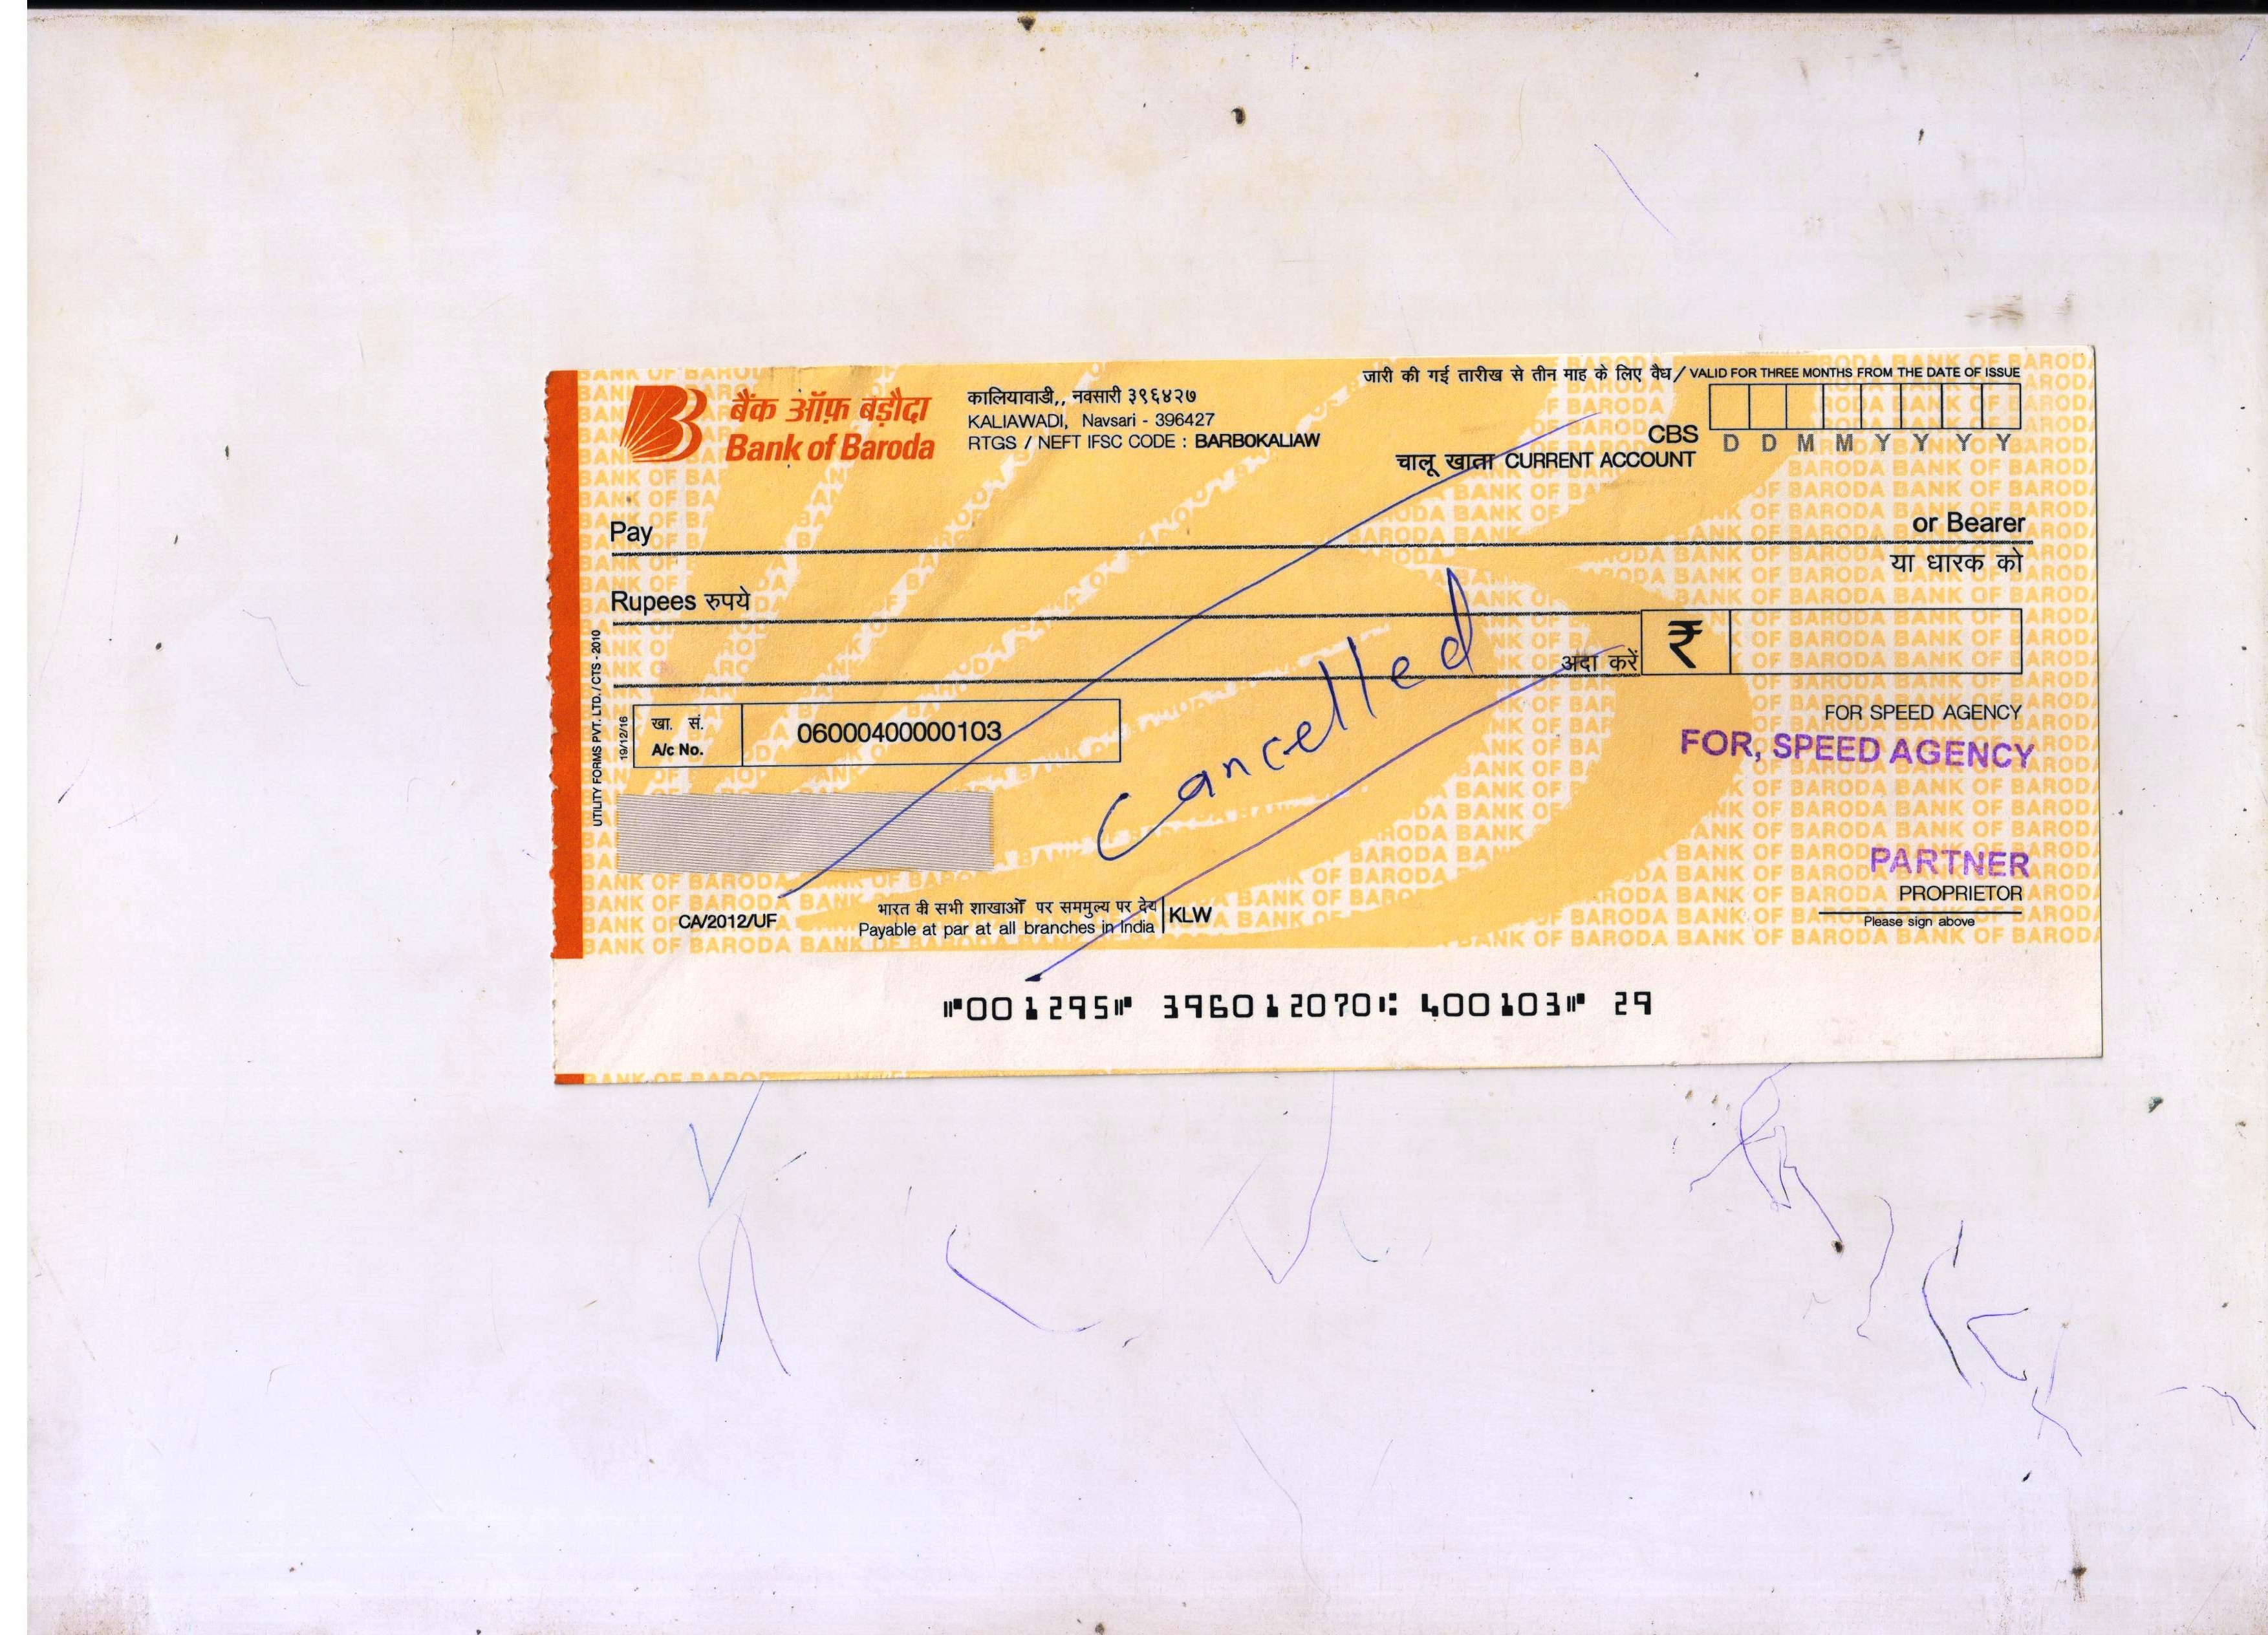 जारी की गई तारीख से तीन माह के लिए वैध/ VALID FOR THREE MONTHS FROM THE DATE OF ISSUE
बैंक ऑफ़ बड़ौदा
Bank of Baroda
कालियावाडी,, नवसारी ३९६४२७
KALIAWADI, Navsari - 396427
RTGS / NEFT IFSC CODE : BARB0KALIAW
CBS
चालू खाता CURRENT ACCOUNT
D D M M Y Y Y Y
Pay
or Bearer
या धारक को
Rupees रुपये
अदा करें ₹
खा. सं.
A/c No.
06000400000103
Cancelled
FOR SPEED AGENCY
FOR, SPEED AGENCY
PARTNER
PROPRIETOR
Please sign above
UTILITY FORMS PVT. LTD. / CTS - 2010
19/12/16
CA/2012/UF
भारत की सभी शाखाओं पर सममुल्य पर देय
Payable at par at all branches in India
KLW
⑈001295⑈ 396012070⑆ 400103⑈ 29